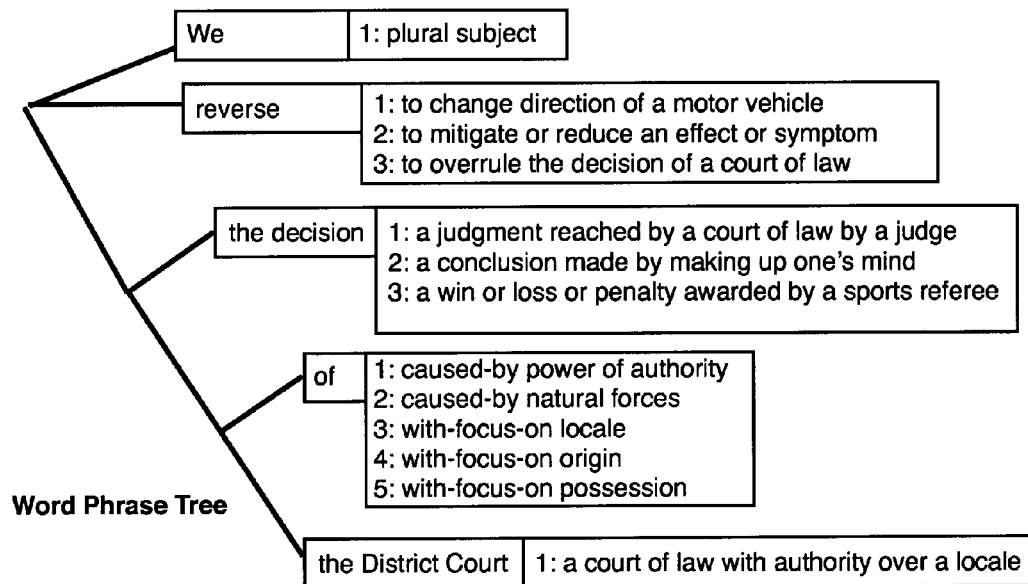 We 1: plural subject
reverse 1: to change direction of a motor vehicle
2: to mitigate or reduce an effect or symptom
3: to overrule the decision of a court of law
the decision 1: a judgment reached by a court of law by a judge
2: a conclusion made by making up one's mind
3: a win or loss or penalty awarded by a sports referee
of 1: caused-by power of authority
2: caused-by natural forces
3: with-focus-on locale
4: with-focus-on origin
5: with-focus-on possession
Word Phrase Tree
the District Court 1: a court of law with authority over a locale